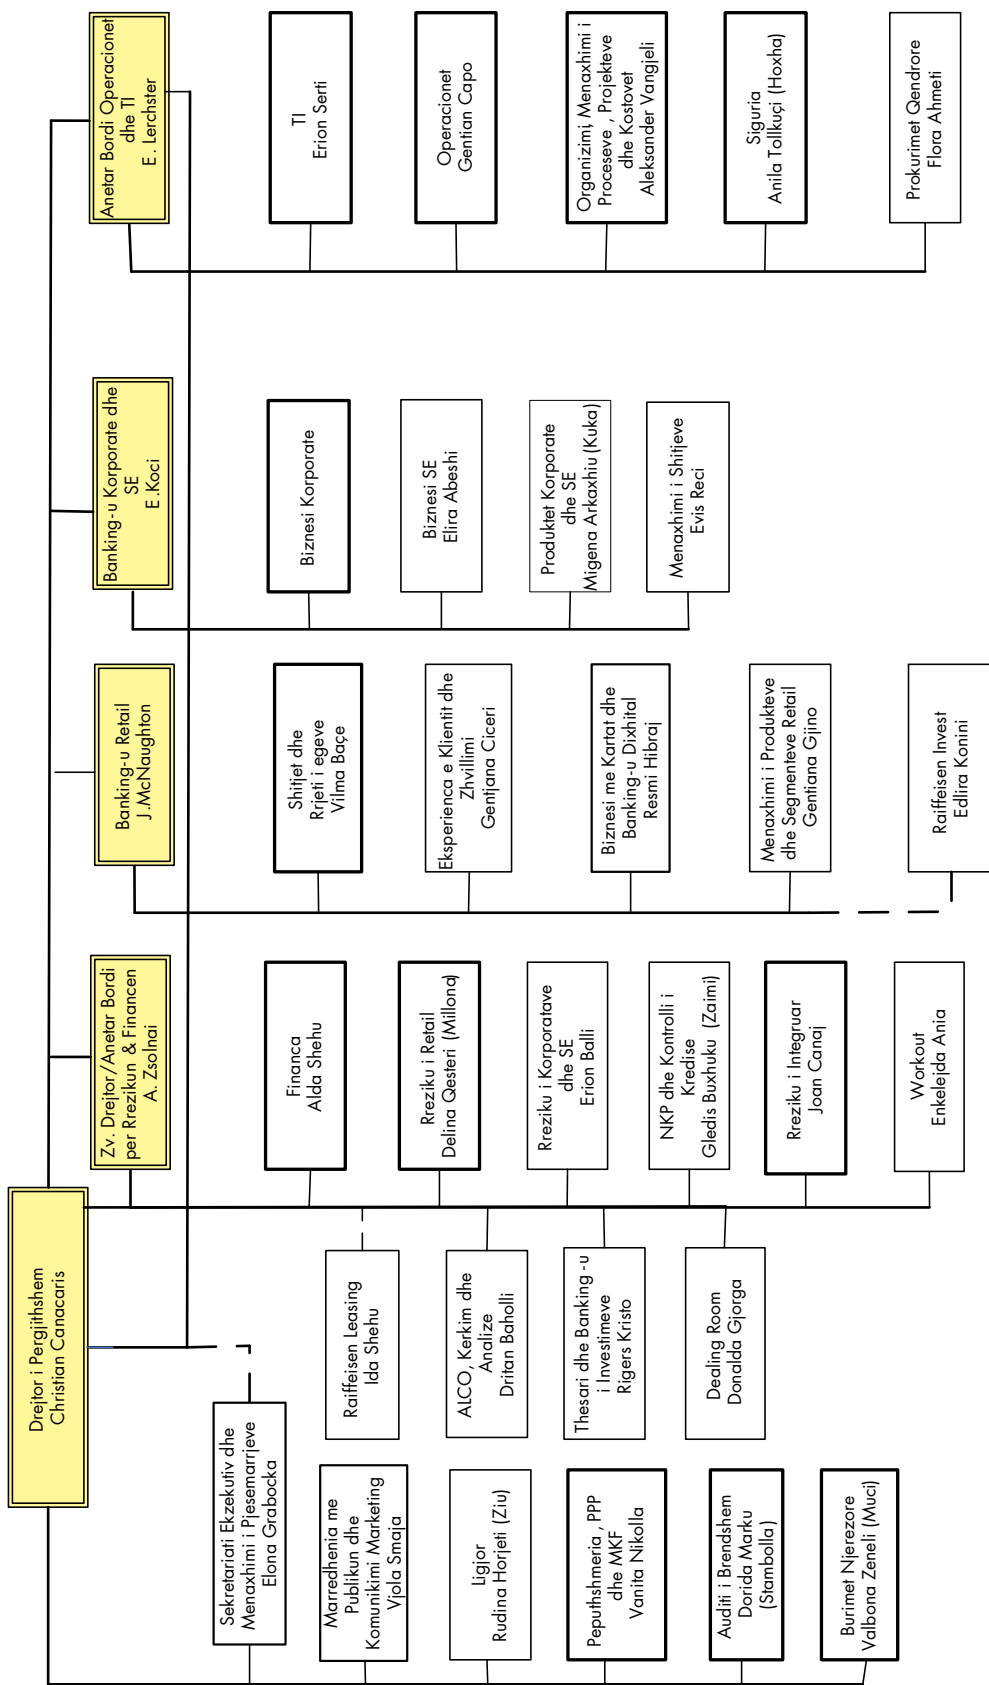 Drejtor i Pergjithshem
Christian Canacaris
Zv. Drejtor/Anetar Bordi
per Rrezikun & Financen
A. Zsolnai
Banking-u Retail
J.McNaughton
Banking-u Korporate dhe
SE
E.Koci
Anetar Bordi Operacionet
dhe TI
E. Lerchster
Sekretariati Ekzekutiv dhe
Menaxhimi i Pjesemarrjeve
Elona Grabocka
Marredhenia me
Publikun dhe
Komunikimi Marketing
Vjola Smaja
Ligjor
Rudina Horjeti (Ziu)
Peputhshmeria , PPP
dhe MKF
Vanita Nikolla
Auditi i Brendshem
Dorida Marku
(Stambolla)
Burimet Njerezore
Valbona Zeneli (Muci)
Raiffeisen Leasing
Ida Shehu
ALCO, Kerkim dhe
Analize
Dritan Baholli
Thesari dhe Banking -u
i Investimeve
Rigers Kristo
Dealing Room
Donalda Gjorga
Financa
Alda Shehu
Rreziku i Retail
Delina Qesteri (Millona)
Rreziku i Korporatave
dhe SE
Erion Balli
NKP dhe Kontrolli i
Kredise
Gledis Buxhuku (Zaimi)
Rreziku i Integruar
Joan Canaj
Workout
Enkelejda Ania
Shitjet dhe
Rrjeti i egeve
Vilma Baçe
Eksperienca e Klientit dhe
Zhvillimi
Gentjana Ciceri
Biznesi me Kartat dhe
Banking-u Dixhital
Resmi Hibraj
Menaxhimi i Produkteve
dhe Segmenteve Retail
Gentiana Gjino
Raiffeisen Invest
Edlira Konini
Biznesi Korporate
Biznesi SE
Elira Abeshi
Produktet Korporate
dhe SE
Migena Arkaxhiu (Kuka)
Menaxhimi i Shitjeve
Evis Reci
TI
Erion Serti
Operacionet
Gentian Capo
Organizimi, Menaxhimi i
Proceseve , Projekteve
dhe Kostovet
Aleksander Vangjeli
Siguria
Anila Tollkuçi (Hoxha)
Prokurimet Qendrore
Flora Ahmeti